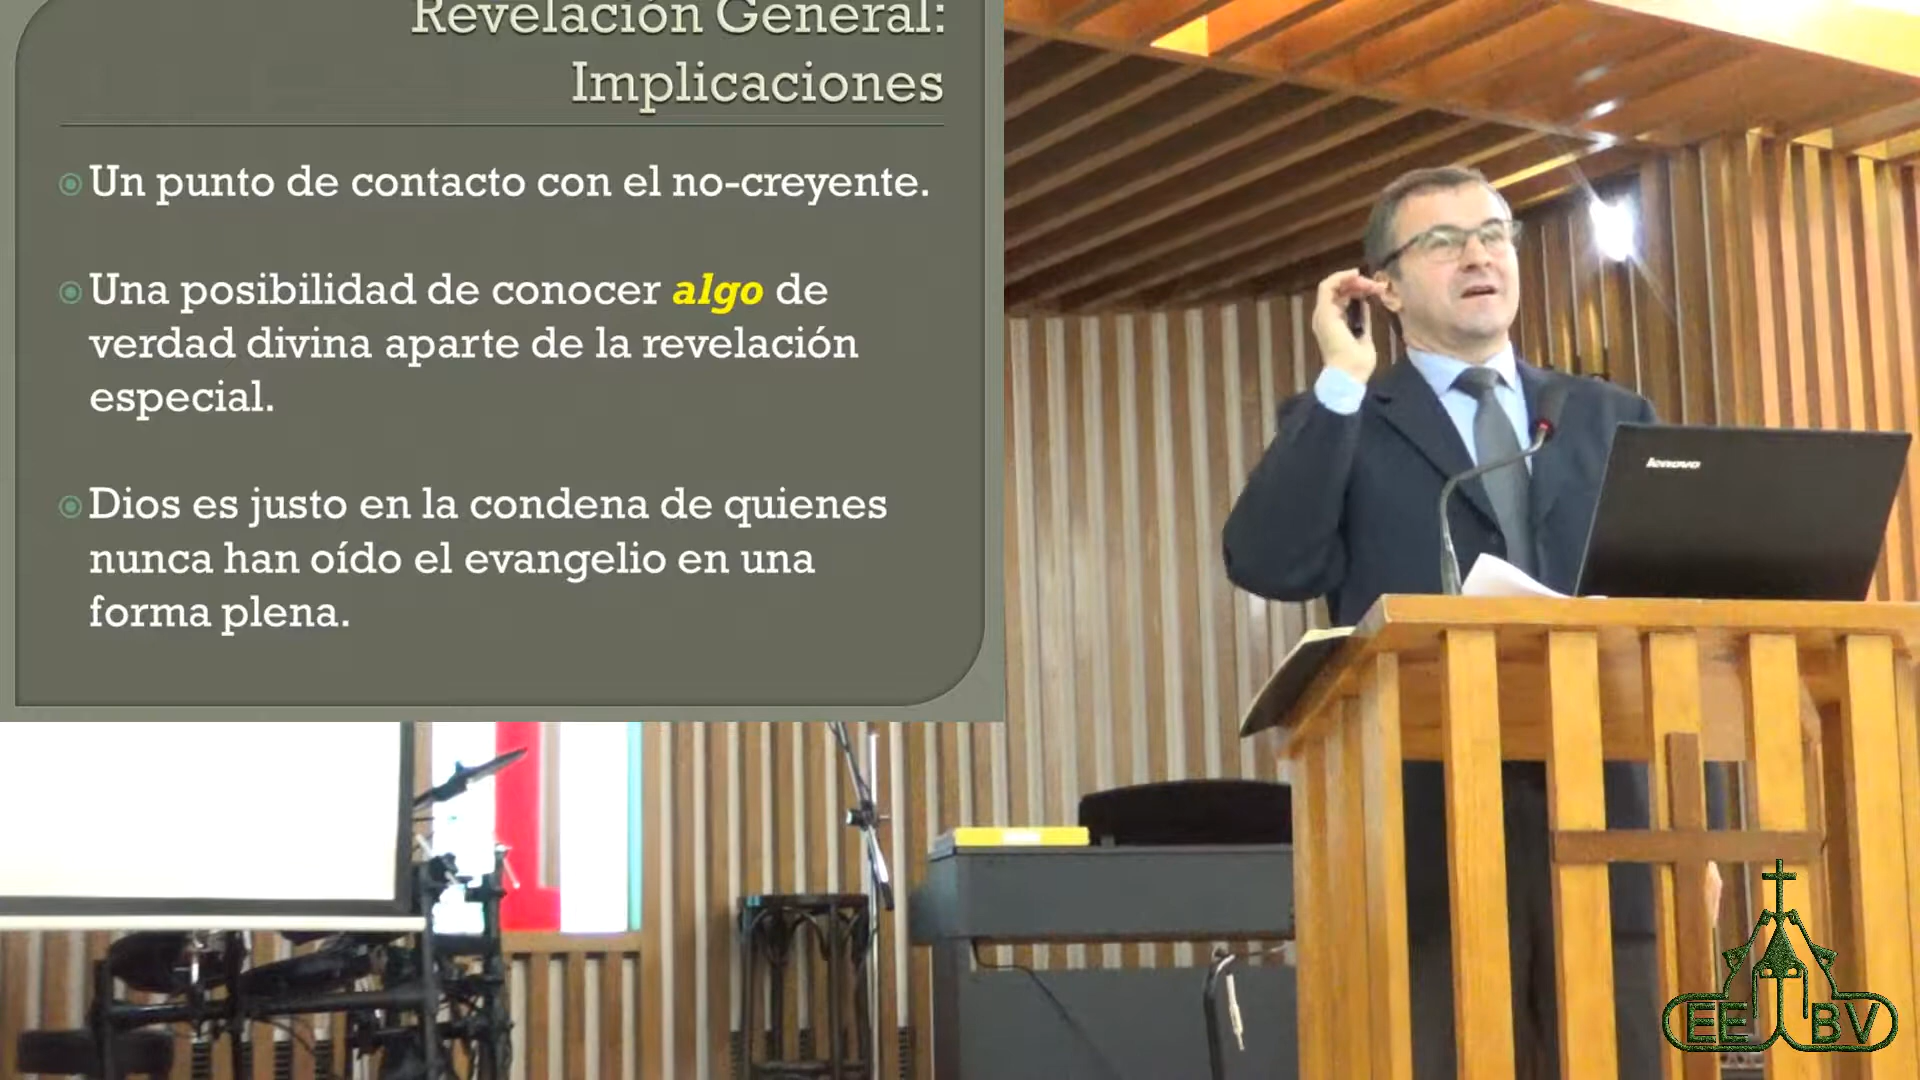 Revelación General:
Implicaciones
Un punto de contacto con el no-creyente.
Una posibilidad de conocer algo de
verdad divina aparte de la revelación
especial.
Dios es justo en la condena de quienes
nunca han oído el evangelio en una
forma plena.
lenovo
EE BV